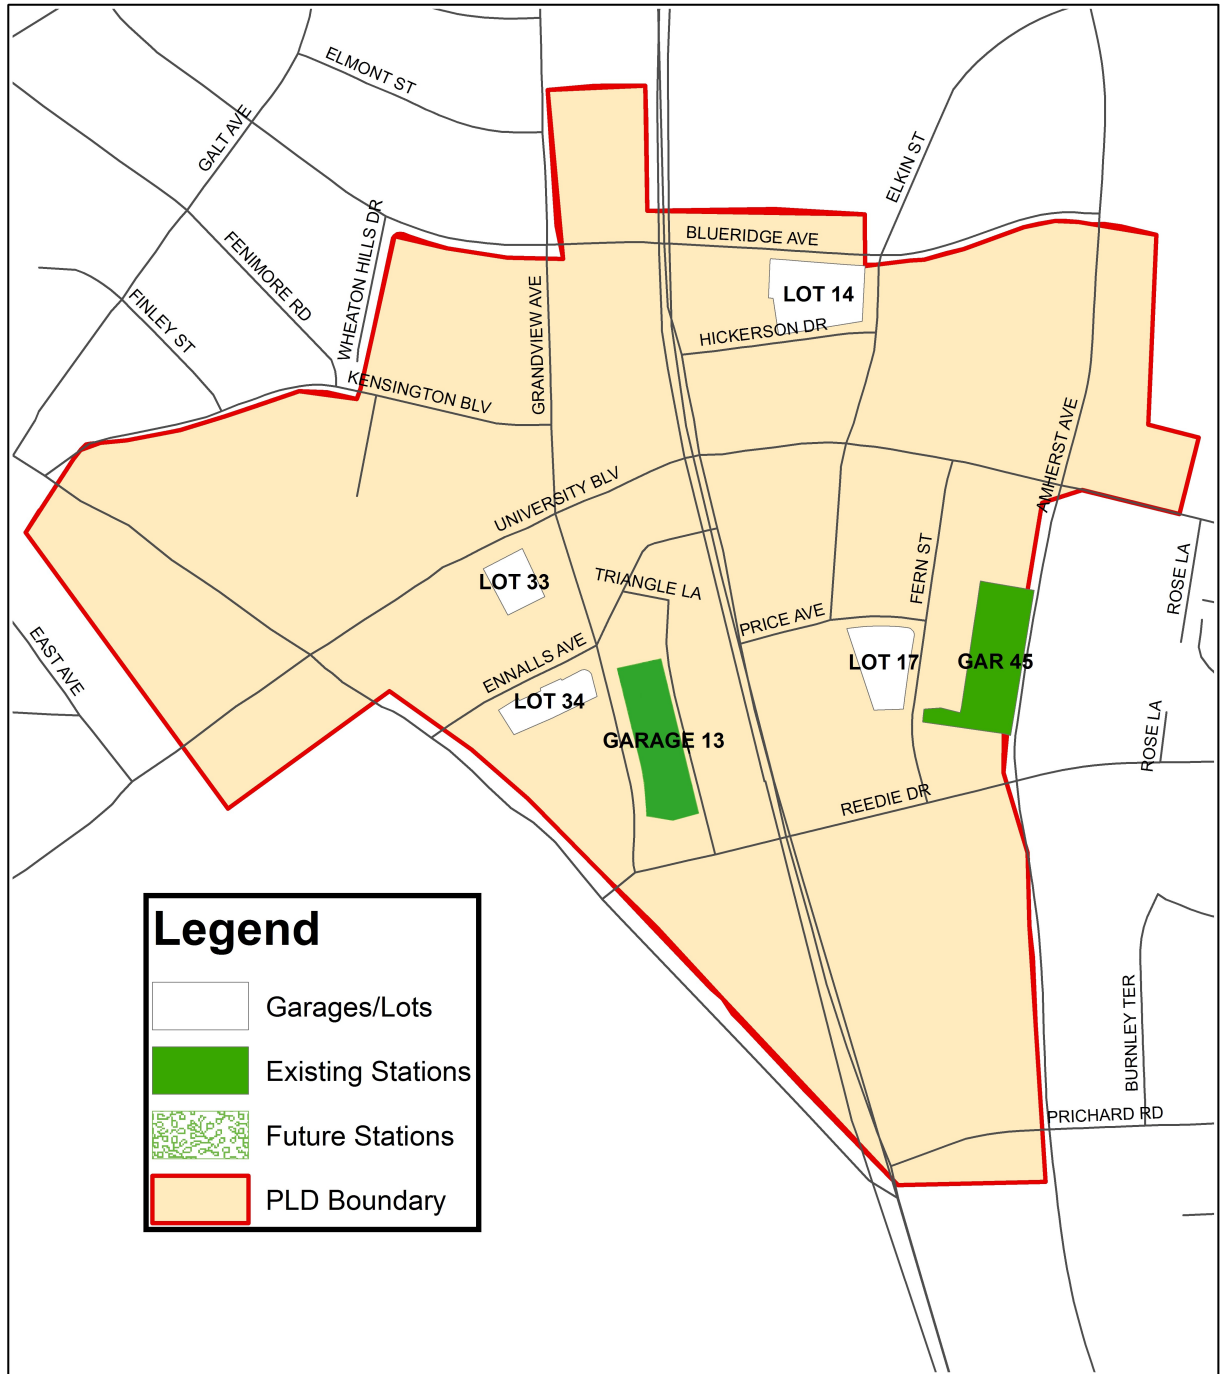 ELMONT ST
GALT AVE
ELKIN ST
WHEATON HILLS DR
FENIMORE RD
BLUERIDGE AVE
FINLEY ST
GRANDVIEW AVE
LOT 14
HICKERSON DR
KENSINGTON BLV
AMHERST AVE
UNIVERSITY BLV
LOT 33
TRIANGLE LA
FERN ST
ROSE LA
PRICE AVE
EAST AVE
ENNALLS AVE
LOT 17
GAR 45
LOT 34
GARAGE 13
ROSE LA
REEDIE DR
BURNLEY TER
PRICHARD RD
Legend
Garages/Lots
Existing Stations
Future Stations
PLD Boundary